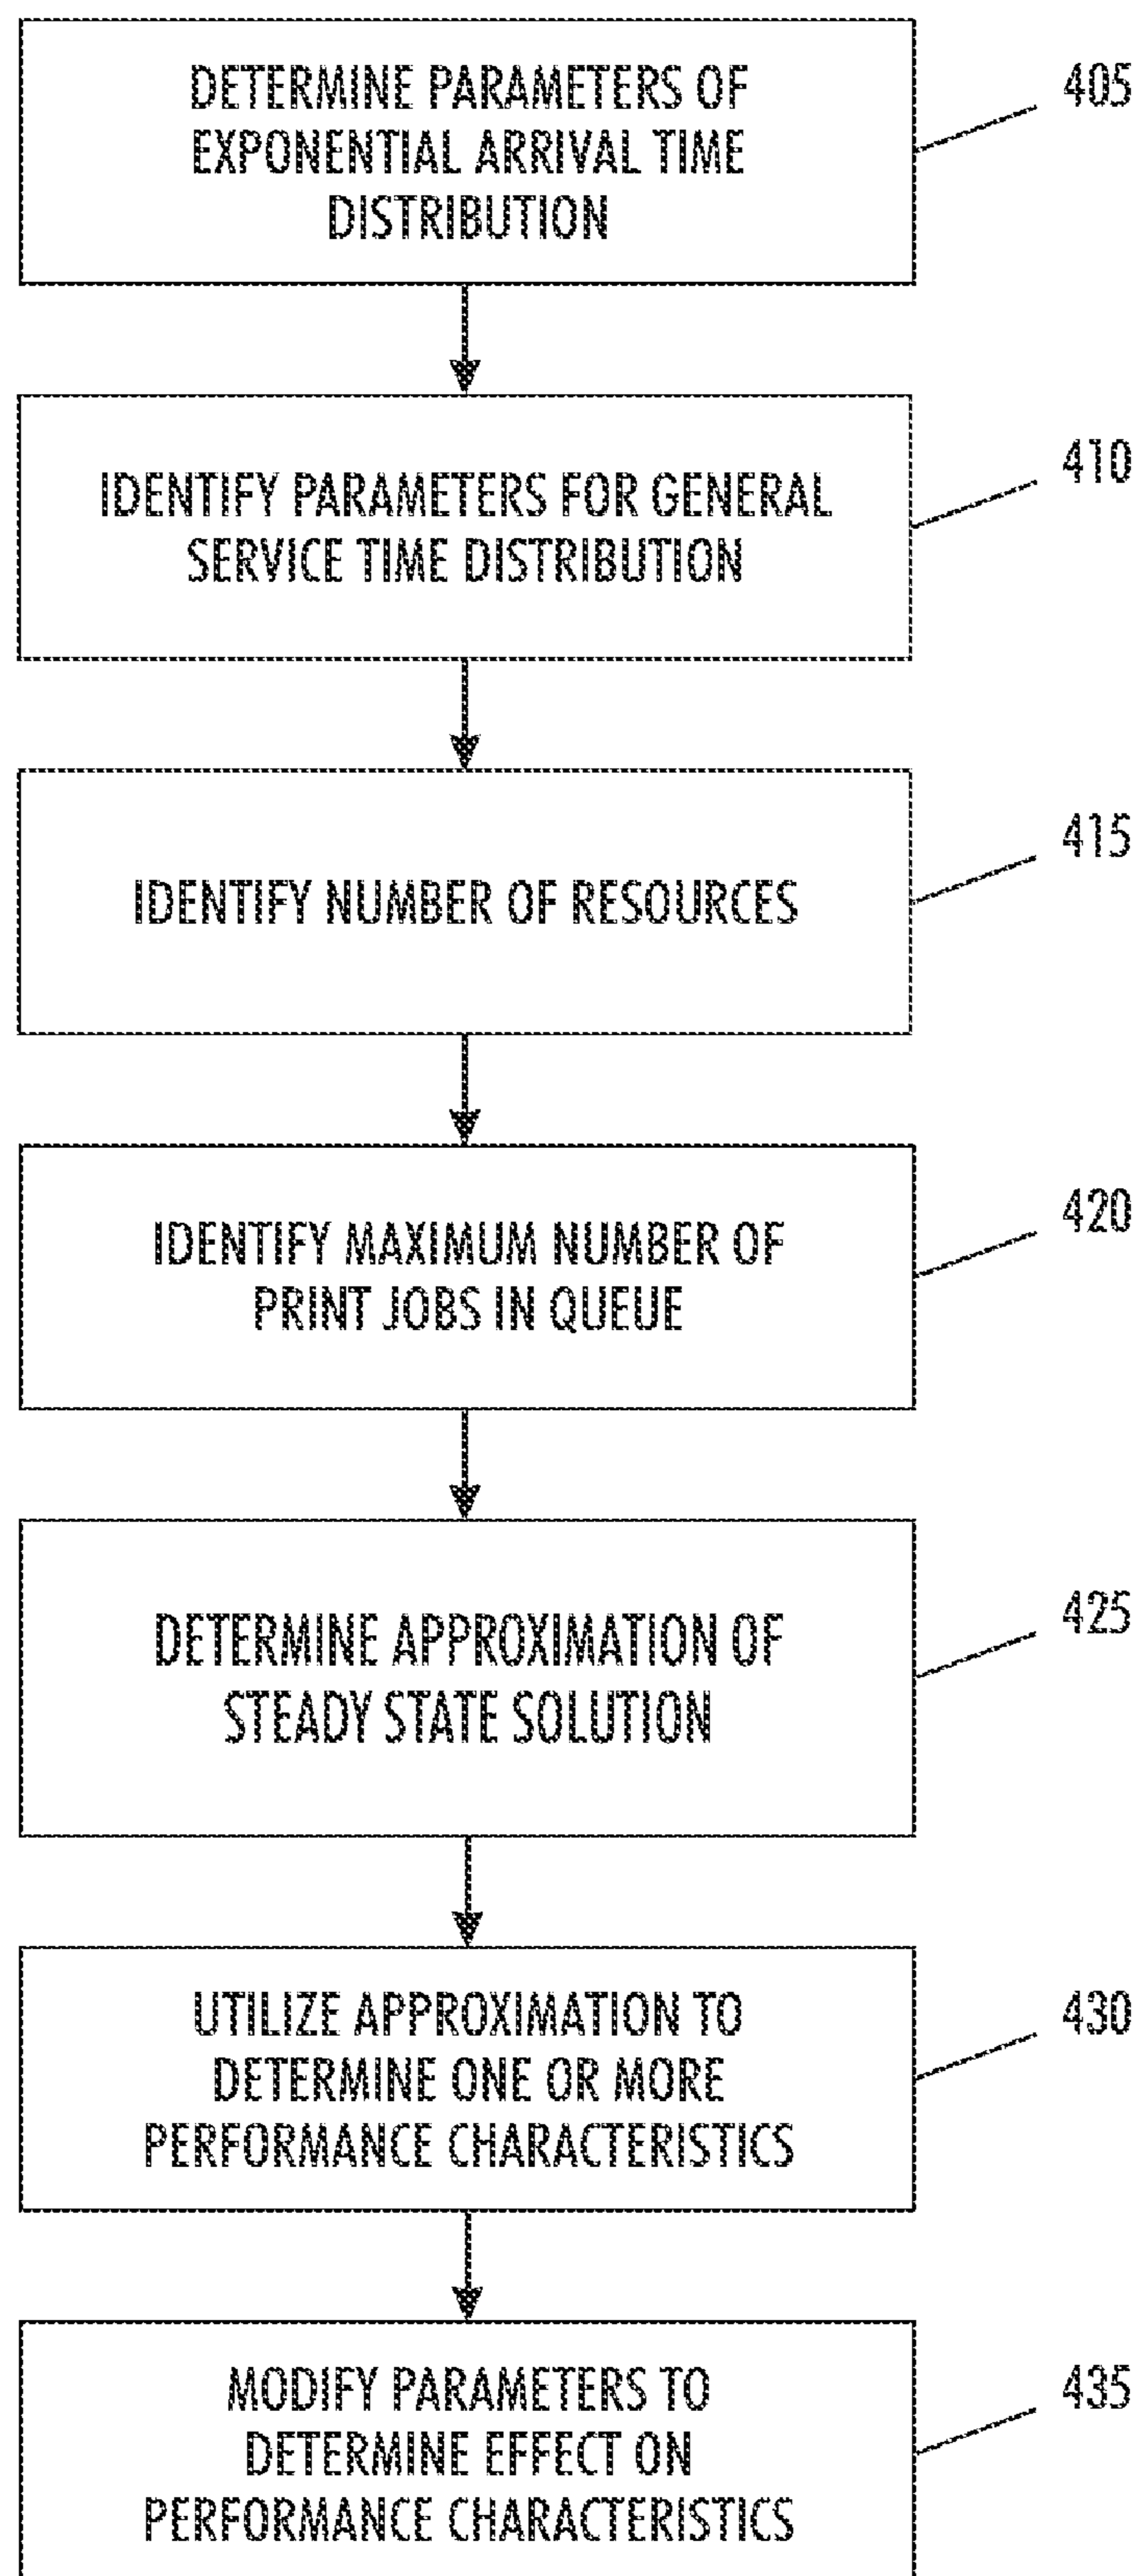 DETERMINE PARAMETERS OF
EXPONENTIAL ARRIVAL TIME
DISTRIBUTION
405
IDENTIFY PARAMETERS FOR GENERAL
SERVICE TIME DISTRIBUTION
410
IDENTIFY NUMBER OF RESOURCES
415
IDENTIFY MAXIMUM NUMBER OF
PRINT JOBS IN QUEUE
420
DETERMINE APPROXIMATION OF
STEADY STATE SOLUTION
425
UTILIZE APPROXIMATION TO
DETERMINE ONE OR MORE
PERFORMANCE CHARACTERISTICS
430
MODIFY PARAMETERS TO
DETERMINE EFFECT ON
PERFORMANCE CHARACTERISTICS
435